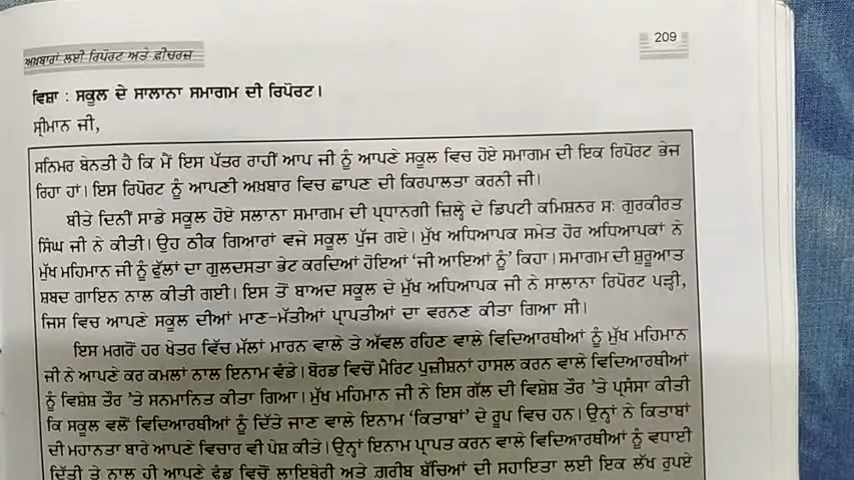 ਅਖ਼ਬਾਰਾਂ ਲਈ ਰਿਪੋਰਟ ਅਤੇ ਫ਼ੀਚਰਜ਼
209
ਵਿਸ਼ਾ : ਸਕੂਲ ਦੇ ਸਾਲਾਨਾ ਸਮਾਗਮ ਦੀ ਰਿਪੋਰਟ।
ਸ੍ਰੀਮਾਨ ਜੀ,
ਸਨਿਮਰ ਬੇਨਤੀ ਹੈ ਕਿ ਮੈਂ ਇਸ ਪੱਤਰ ਰਾਹੀਂ ਆਪ ਜੀ ਨੂੰ ਆਪਣੇ ਸਕੂਲ ਵਿਚ ਹੋਏ ਸਮਾਗਮ ਦੀ ਇਕ ਰਿਪੋਰਟ ਭੇਜ
ਰਿਹਾ ਹਾਂ। ਇਸ ਰਿਪੋਰਟ ਨੂੰ ਆਪਣੀ ਅਖ਼ਬਾਰ ਵਿਚ ਛਾਪਣ ਦੀ ਕਿਰਪਾਲਤਾ ਕਰਨੀ ਜੀ।
ਬੀਤੇ ਦਿਨੀਂ ਸਾਡੇ ਸਕੂਲ ਹੋਏ ਸਲਾਨਾ ਸਮਾਗਮ ਦੀ ਪ੍ਰਧਾਨਗੀ ਜ਼ਿਲ੍ਹੇ ਦੇ ਡਿਪਟੀ ਕਮਿਸ਼ਨਰ ਸ: ਗੁਰਕੀਰਤ
ਸਿੰਘ ਜੀ ਨੇ ਕੀਤੀ। ਉਹ ਠੀਕ ਗਿਆਰਾਂ ਵਜੇ ਸਕੂਲ ਪੁੱਜ ਗਏ। ਮੁੱਖ ਅਧਿਆਪਕ ਸਮੇਤ ਹੋਰ ਅਧਿਆਪਕਾਂ ਨੇ
ਮੁੱਖ ਮਹਿਮਾਨ ਜੀ ਨੂੰ ਫੁੱਲਾਂ ਦਾ ਗੁਲਦਸਤਾ ਭੇਟ ਕਰਦਿਆਂ ਹੋਇਆਂ ‘ਜੀ ਆਇਆਂ ਨੂੰ’ ਕਿਹਾ। ਸਮਾਗਮ ਦੀ ਸ਼ੁਰੂਆਤ
ਸ਼ਬਦ ਗਾਇਨ ਨਾਲ ਕੀਤੀ ਗਈ। ਇਸ ਤੋਂ ਬਾਅਦ ਸਕੂਲ ਦੇ ਮੁੱਖ ਅਧਿਆਪਕ ਜੀ ਨੇ ਸਾਲਾਨਾ ਰਿਪੋਰਟ ਪੜ੍ਹੀ,
ਜਿਸ ਵਿਚ ਆਪਣੇ ਸਕੂਲ ਦੀਆਂ ਮਾਣ-ਮੱਤੀਆਂ ਪ੍ਰਾਪਤੀਆਂ ਦਾ ਵਰਣਨ ਕੀਤਾ ਗਿਆ ਸੀ।
ਇਸ ਮਗਰੋਂ ਹਰ ਖੇਤਰ ਵਿੱਚ ਮੱਲਾਂ ਮਾਰਨ ਵਾਲੇ ਤੇ ਅੱਵਲ ਰਹਿਣ ਵਾਲੇ ਵਿਦਿਆਰਥੀਆਂ ਨੂੰ ਮੁੱਖ ਮਹਿਮਾਨ
ਜੀ ਨੇ ਆਪਣੇ ਕਰ ਕਮਲਾਂ ਨਾਲ ਇਨਾਮ ਵੰਡੇ। ਬੋਰਡ ਵਿਚੋਂ ਮੈਰਿਟ ਪੁਜ਼ੀਸ਼ਨਾਂ ਹਾਸਲ ਕਰਨ ਵਾਲੇ ਵਿਦਿਆਰਥੀਆਂ
ਨੂੰ ਵਿਸ਼ੇਸ਼ ਤੌਰ ’ਤੇ ਸਨਮਾਨਿਤ ਕੀਤਾ ਗਿਆ। ਮੁੱਖ ਮਹਿਮਾਨ ਜੀ ਨੇ ਇਸ ਗੱਲ ਦੀ ਵਿਸ਼ੇਸ਼ ਤੌਰ ’ਤੇ ਪ੍ਰਸੰਸਾ ਕੀਤੀ
ਕਿ ਸਕੂਲ ਵਲੋਂ ਵਿਦਿਆਰਥੀਆਂ ਨੂੰ ਦਿੱਤੇ ਜਾਣ ਵਾਲੇ ਇਨਾਮ ‘ਕਿਤਾਬਾਂ’ ਦੇ ਰੂਪ ਵਿਚ ਹਨ। ਉਨ੍ਹਾਂ ਨੇ ਕਿਤਾਬਾਂ
ਦੀ ਮਹਾਨਤਾ ਬਾਰੇ ਆਪਣੇ ਵਿਚਾਰ ਵੀ ਪੇਸ਼ ਕੀਤੇ। ਉਨ੍ਹਾਂ ਇਨਾਮ ਪ੍ਰਾਪਤ ਕਰਨ ਵਾਲੇ ਵਿਦਿਆਰਥੀਆਂ ਨੂੰ ਵਧਾਈ
ਦਿੱਤੀ ਤੇ ਨਾਲ ਹੀ ਆਪਣੇ ਫੰਡ ਵਿਚੋਂ ਲਾਇਬ੍ਰੇਰੀ ਅਤੇ ਗ਼ਰੀਬ ਬੱਚਿਆਂ ਦੀ ਸਹਾਇਤਾ ਲਈ ਇਕ ਲੱਖ ਰੁਪਏ